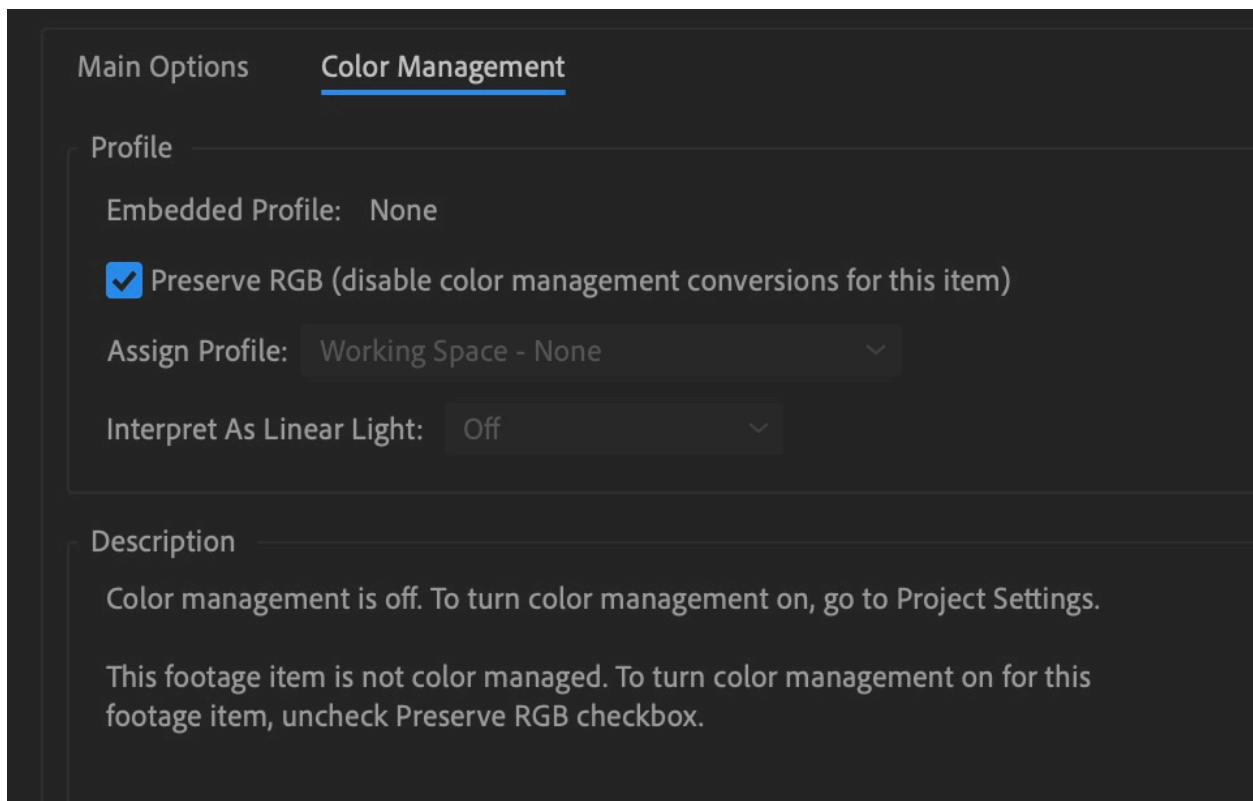 Main Options Color Management
Profile
Embedded Profile: None
Preserve RGB (disable color management conversions for this item)
Assign Profile: Working Space - None
Interpret As Linear Light: Off
Description
Color management is off. To turn color management on, go to Project Settings.
This footage item is not color managed. To turn color management on for this
footage item, uncheck Preserve RGB checkbox.